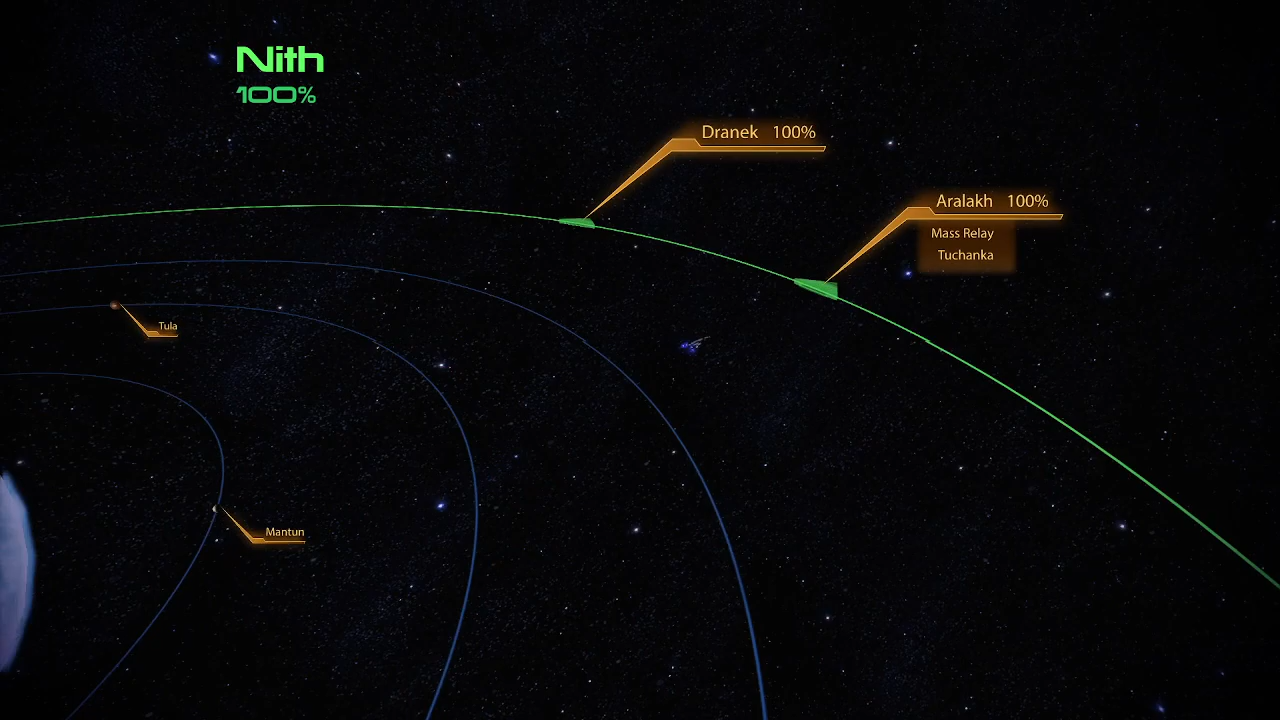 Nith
100%
Dranek 100%
Aralakh 100%
Mass Relay
Tuchanka
Tula
Mantun